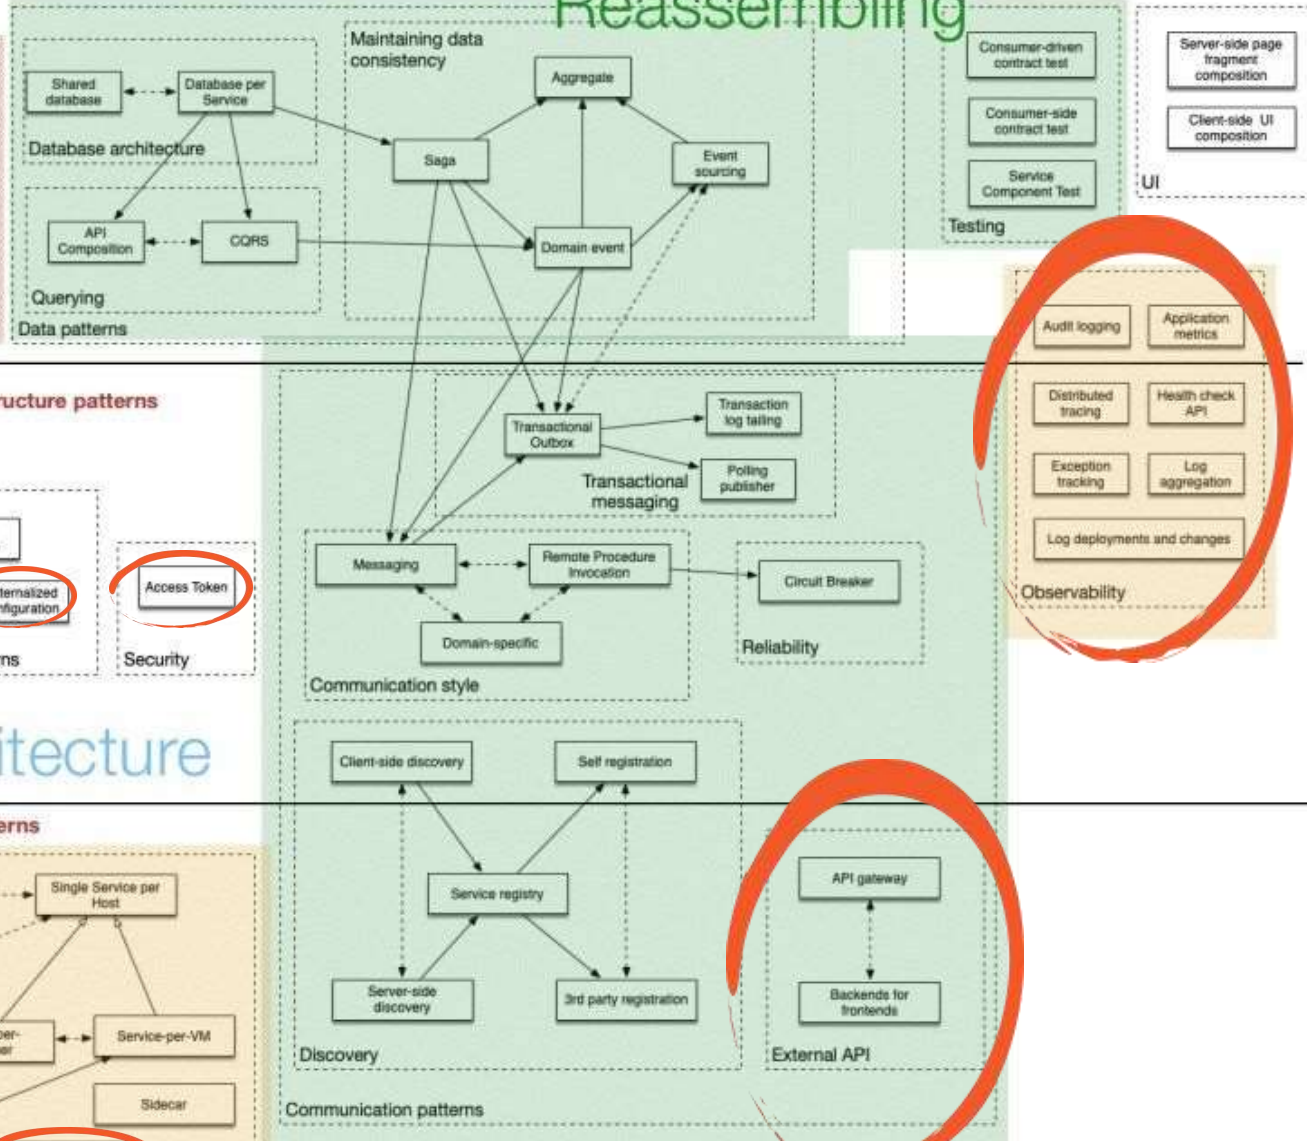 Reassembling
Maintaining data
consistency
Shared
database
Database per
Service
Database architecture
Aggregate
Saga
Event
sourcing
Domain event
API
Composition
CQRS
Querying
Data patterns
Consumer-driven
contract test
Consumer-side
contract test
Service
Component Test
Testing
Server-side page
fragment
composition
Client-side UI
composition
UI
Audit logging
Application
metrics
Distributed
tracing
Health check
API
Exception
tracking
Log
aggregation
Log deployments and changes
Observability
ructure patterns
Transactional
Outbox
Transaction
log tailing
Polling
publisher
Transactional
messaging
ternalized
nfiguration
ns
Access Token
Security
Messaging
Remote Procedure
Invocation
Domain-specific
Communication style
Circuit Breaker
Reliability
itecture
erns
Client-side discovery
Self registration
Service registry
Server-side
discovery
3rd party registration
Discovery
API gateway
Backends for
frontends
External API
Communication patterns
Single Service per
Host
per-
er
Service-per-VM
Sidecar